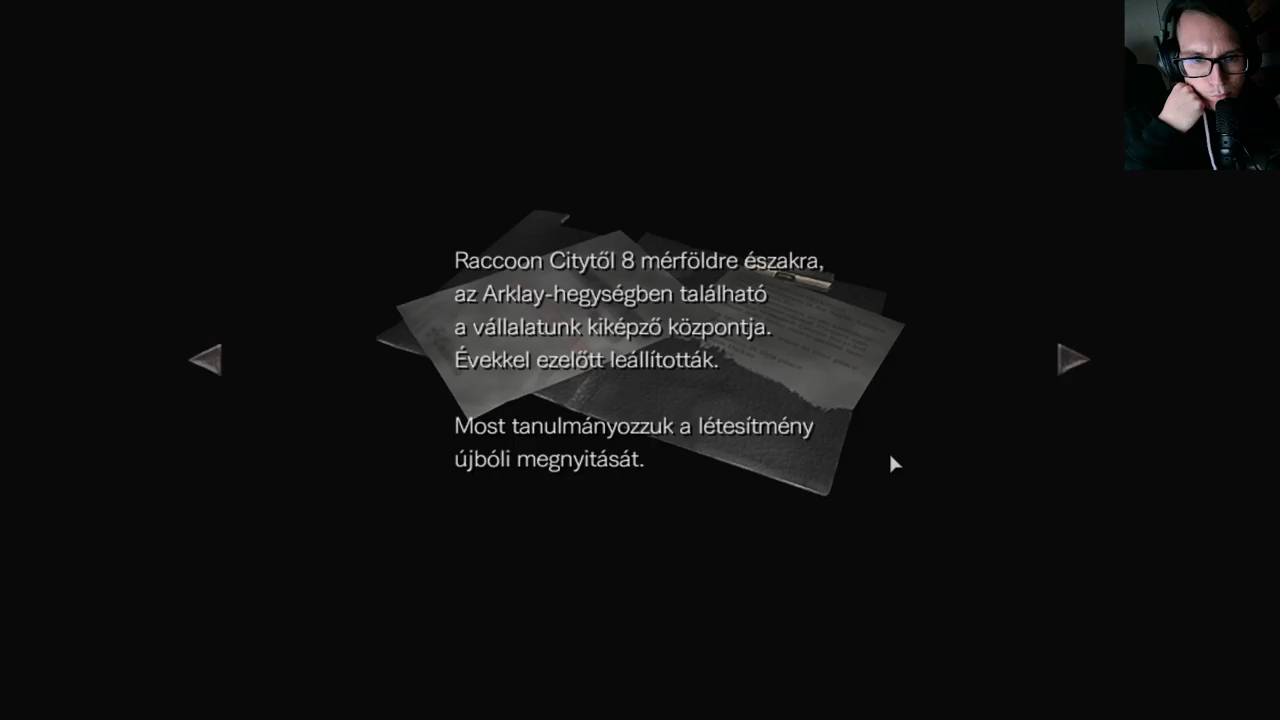 Raccoon Citytől 8 mérföldre északra,
az Arklay-hegységben található
a vállalatunk kiképző központja.
Évekkel ezelőtt leállították.
Most tanulmányozzuk a létesítmény
újbóli megnyitását.